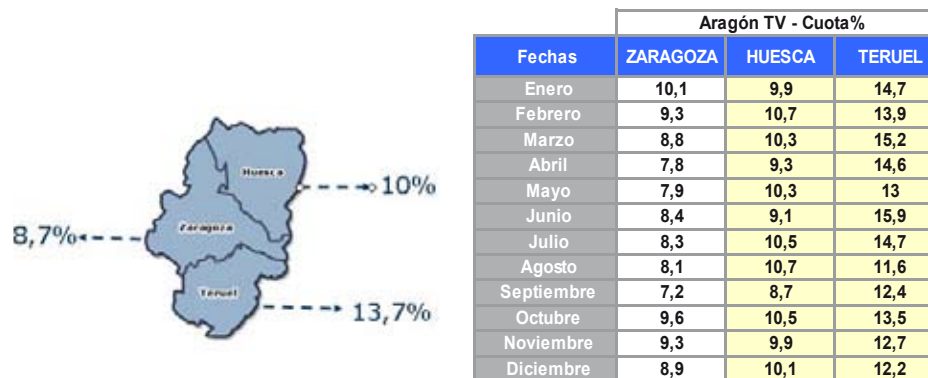 Huesca
10%
Zaragoza
8,7%
Teruel
13,7%
Aragón TV - Cuota%
Fechas ZARAGOZA HUESCA TERUEL
Enero 10,1 9,9 14,7
Febrero 9,3 10,7 13,9
Marzo 8,8 10,3 15,2
Abril 7,8 9,3 14,6
Mayo 7,9 10,3 13
Junio 8,4 9,1 15,9
Julio 8,3 10,5 14,7
Agosto 8,1 10,7 11,6
Septiembre 7,2 8,7 12,4
Octubre 9,6 10,5 13,5
Noviembre 9,3 9,9 12,7
Diciembre 8,9 10,1 12,2